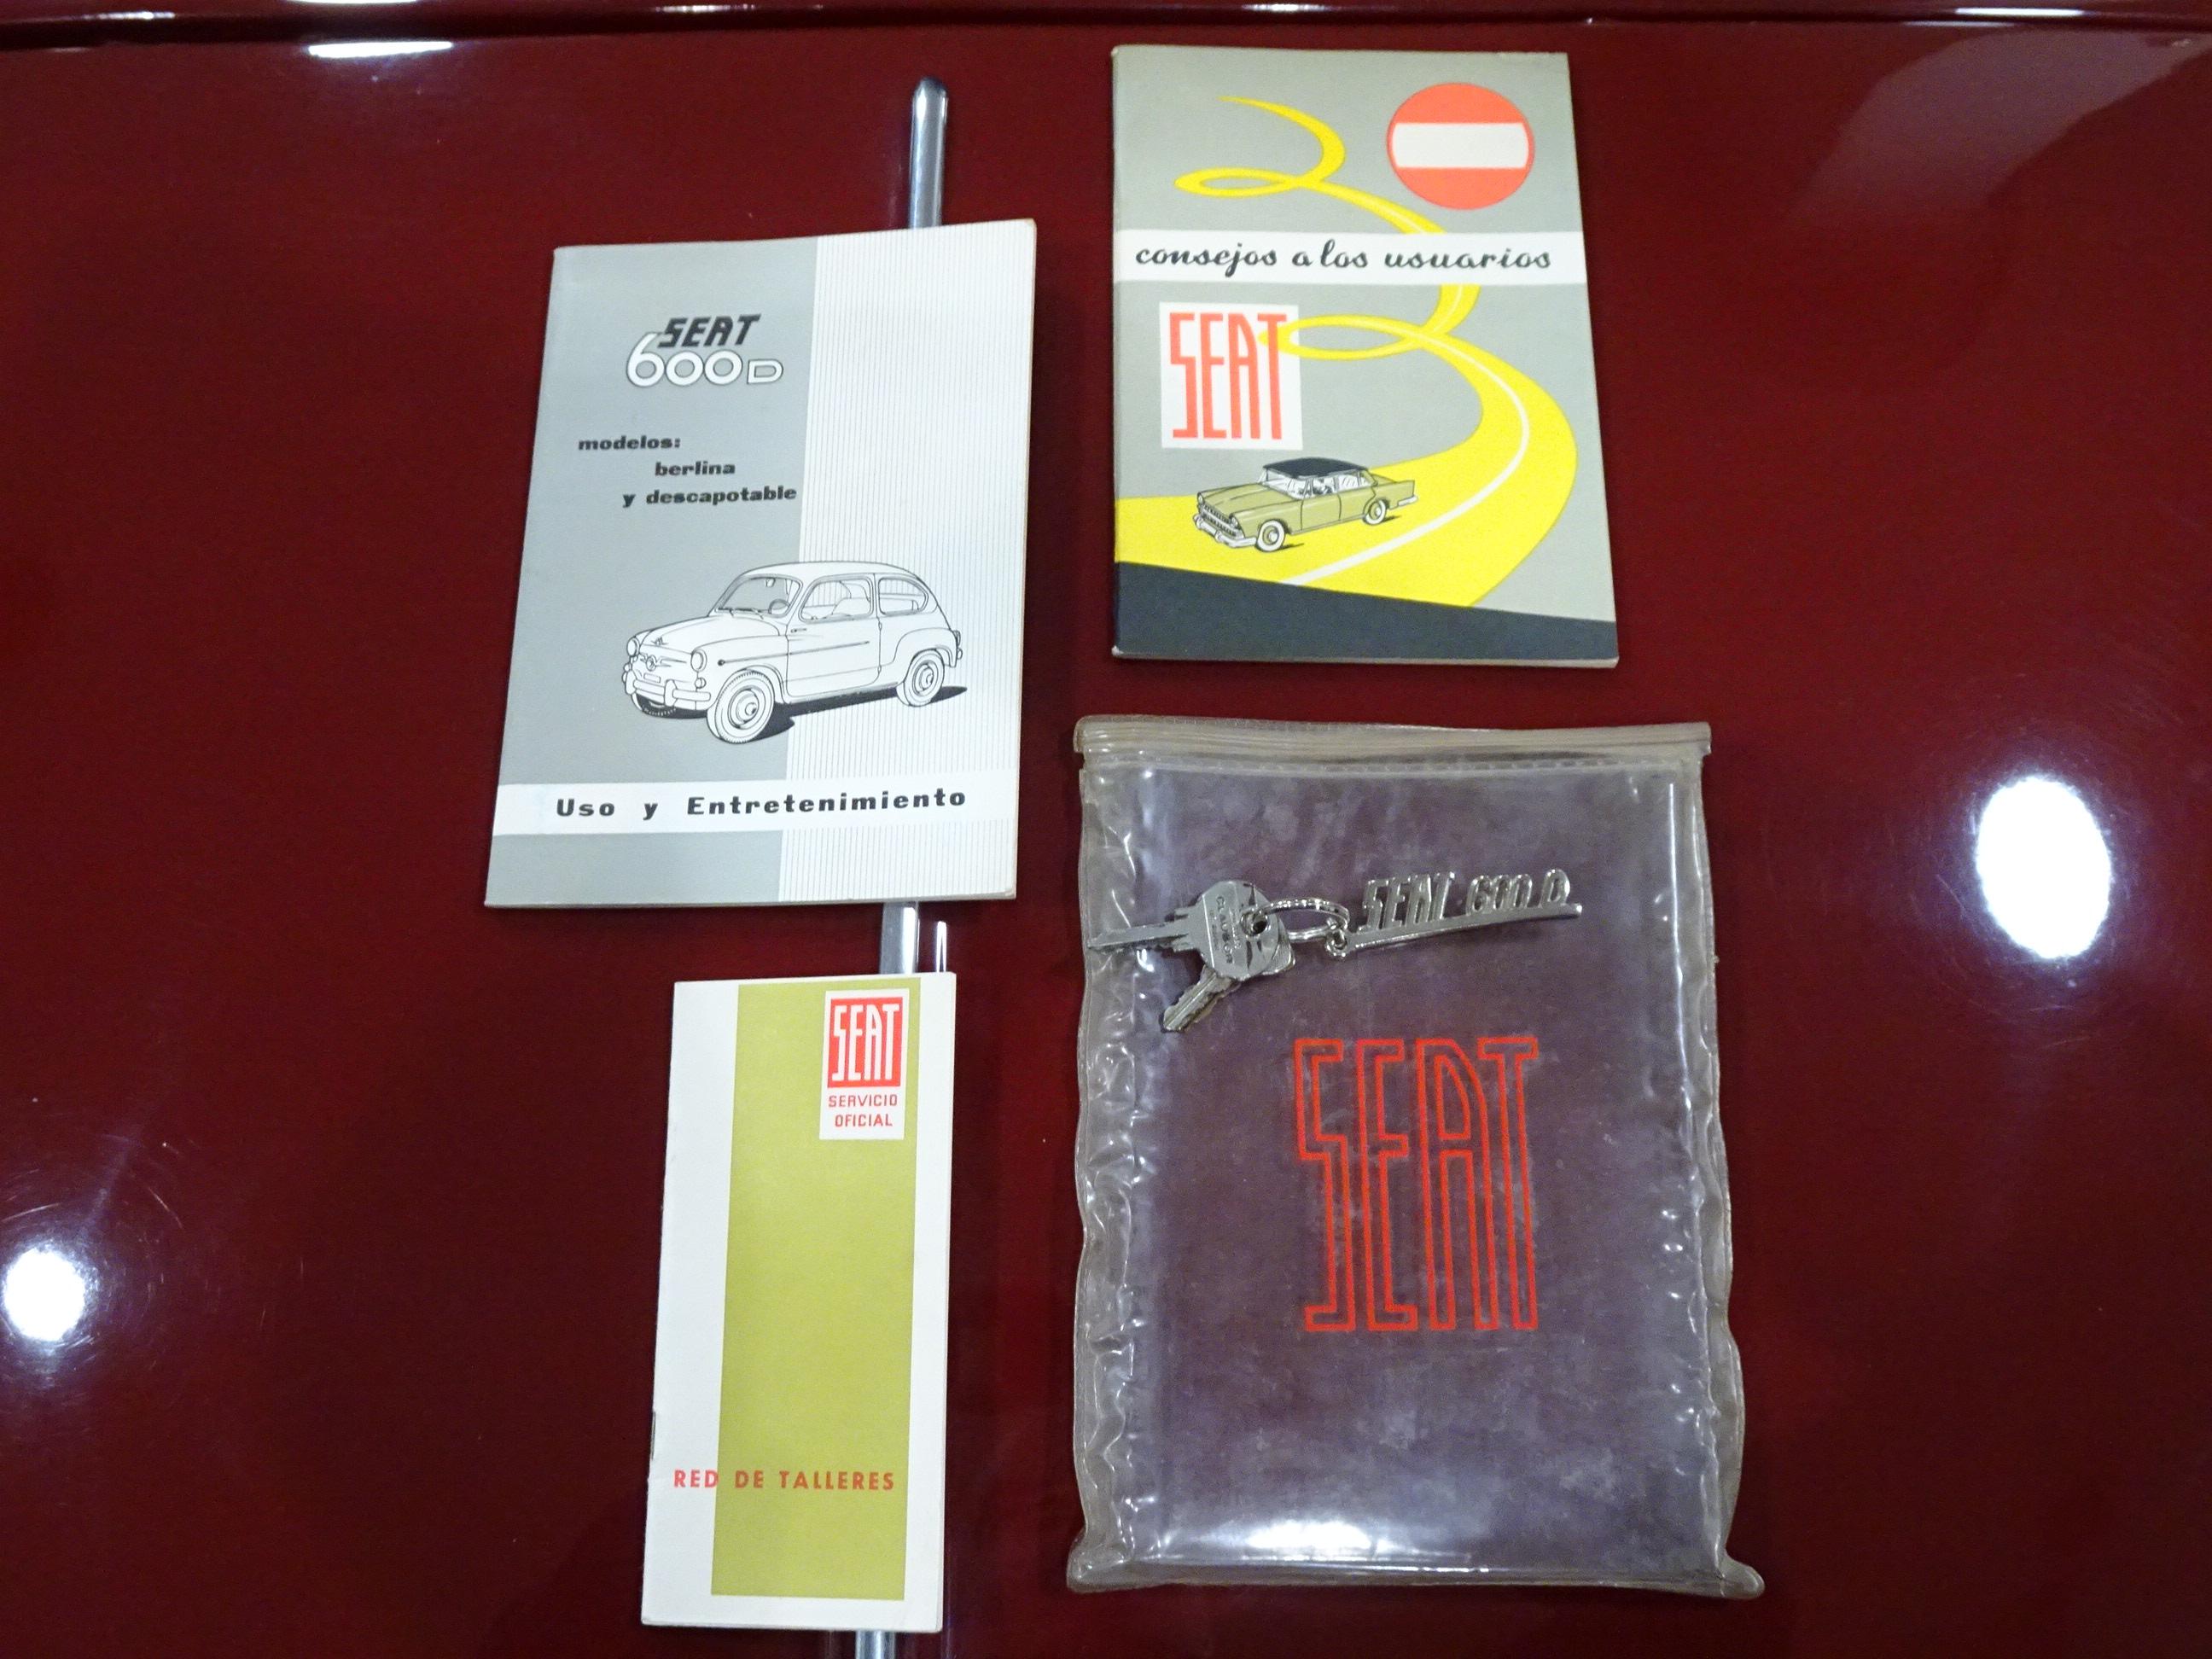 SEAT
600D
modelos:
berlina
y descapotable
Uso y Entretenimiento
consejos a los usuarios
SEAT
SEAT
SERVICIO
OFICIAL
RED DE TALLERES
SEAT 600 D
SEAT